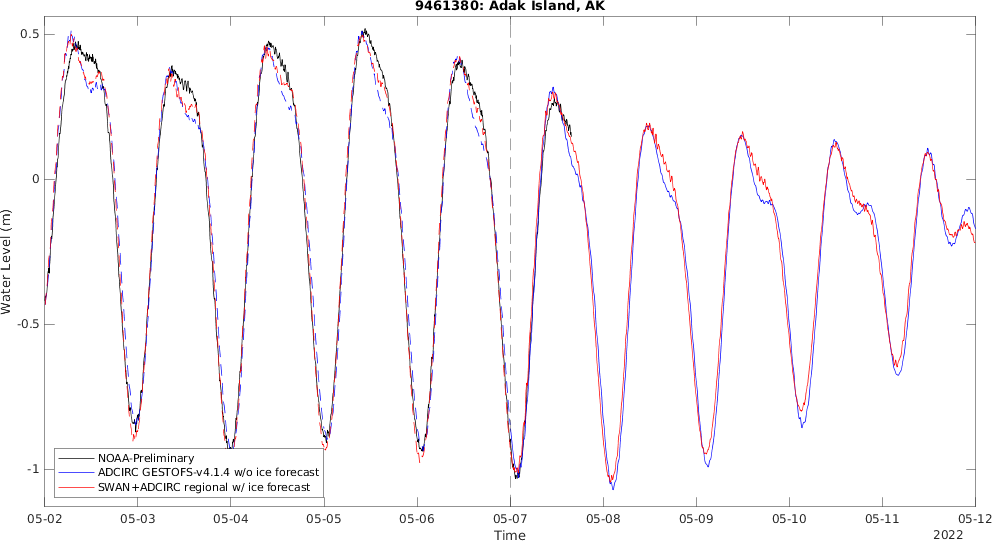 9461380: Adak Island, AK
Water Level (m)
0.5
0
-0.5
-1
NOAA-Preliminary
ADCIRC GESTOFS-v4.1.4 w/o ice forecast
SWAN+ADCIRC regional w/ ice forecast
05-02 05-03 05-04 05-05 05-06 05-07 05-08 05-09 05-10 05-11 05-12
Time
2022